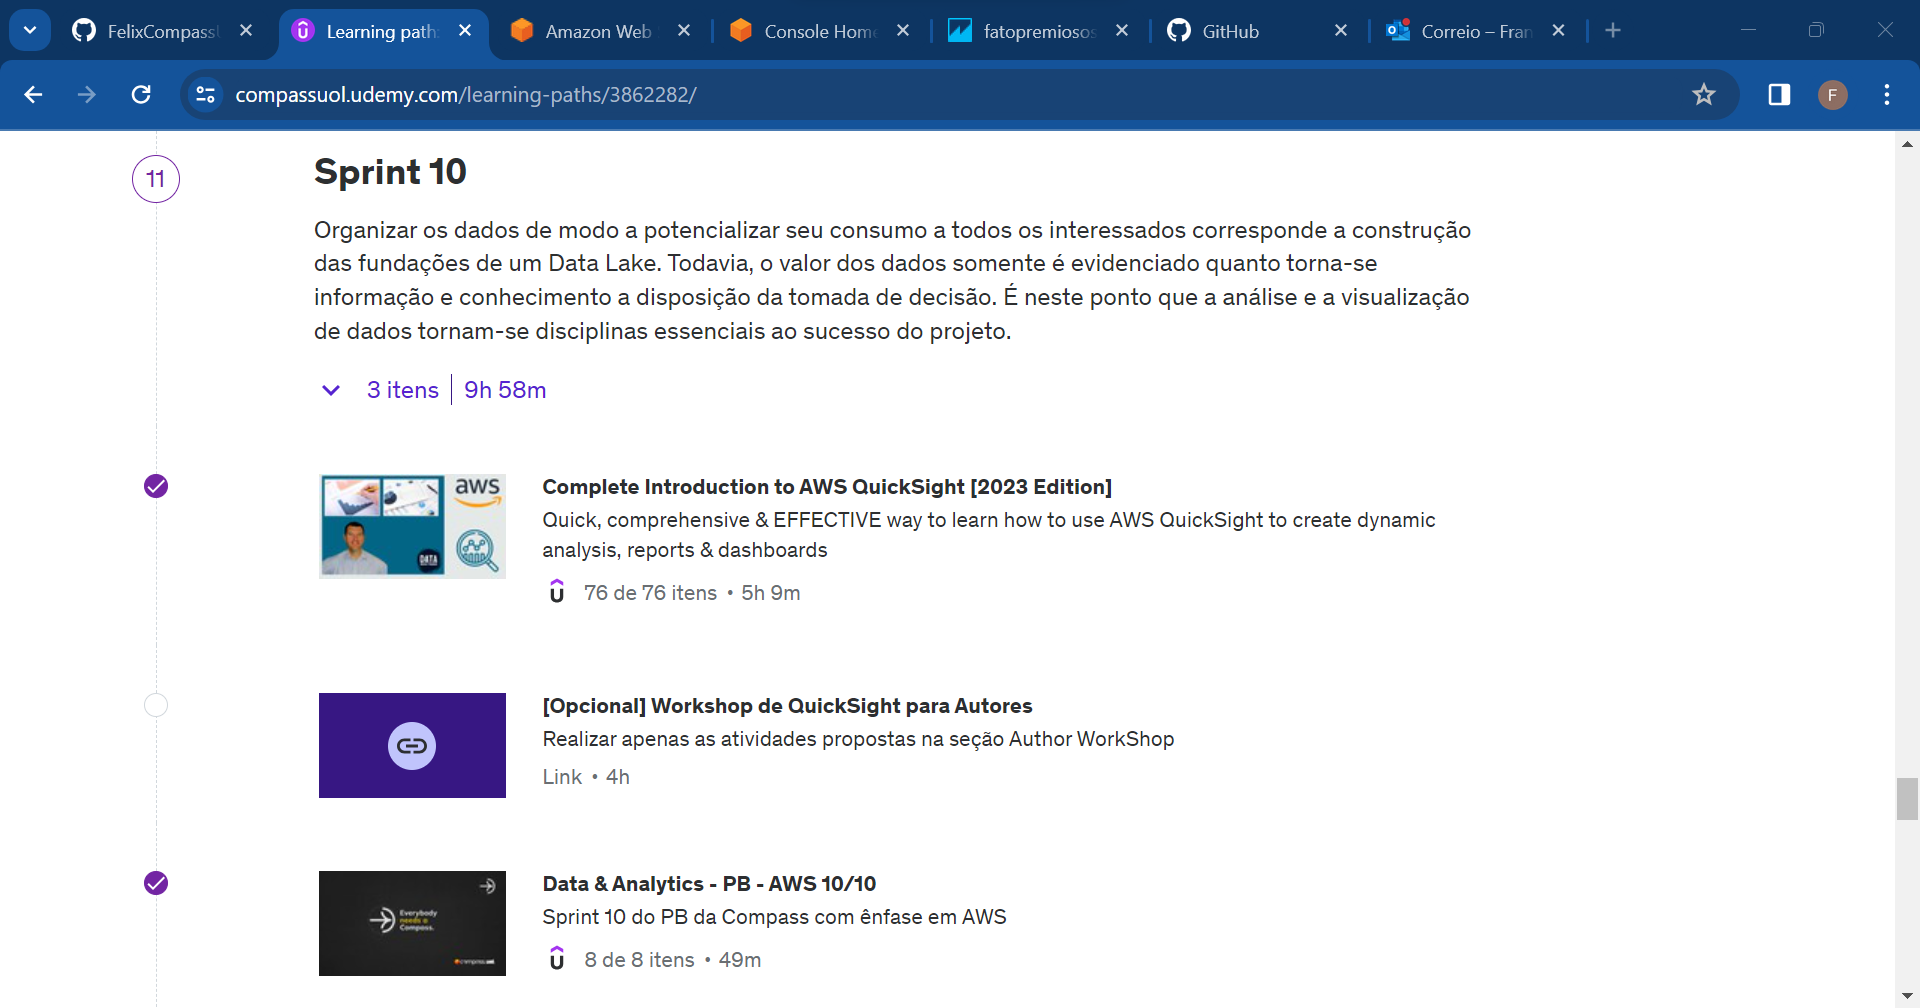 FelixCompassU
Learning path:
Amazon Web
Console Home
fatopremiosos
GitHub
Correio – Fran
compassuol.udemy.com/learning-paths/3862282/
F
11
Sprint 10
Organizar os dados de modo a potencializar seu consumo a todos os interessados corresponde a construção
das fundações de um Data Lake. Todavia, o valor dos dados somente é evidenciado quanto torna-se
informação e conhecimento a disposição da tomada de decisão. É neste ponto que a análise e a visualização
de dados tornam-se disciplinas essenciais ao sucesso do projeto.
3 itens | 9h 58m
aws
DATA
Complete Introduction to AWS QuickSight [2023 Edition]
Quick, comprehensive & EFFECTIVE way to learn how to use AWS QuickSight to create dynamic
analysis, reports & dashboards
76 de 76 itens • 5h 9m
[Opcional] Workshop de QuickSight para Autores
Realizar apenas as atividades propostas na seção Author WorkShop
Link • 4h
Everybody
needs a
Compass.
Data & Analytics - PB - AWS 10/10
Sprint 10 do PB da Compass com ênfase em AWS
8 de 8 itens • 49m